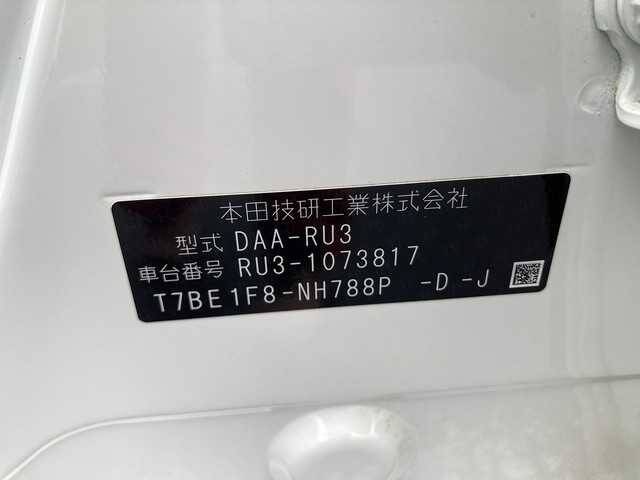 本田技研工業株式会社
型式 DAA-RU3
車台番号 RU3-1073817
T7BE1F8-NH788P -D-J